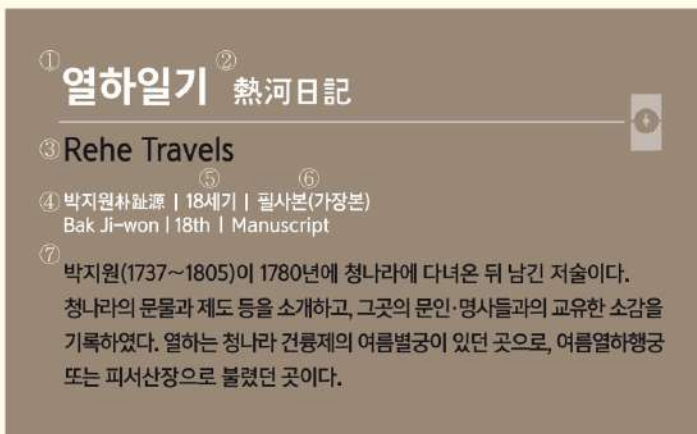 ① 열하일기 ② 熱河日記
③ Rehe Travels
④ 박지원朴趾源 | ⑤ 18세기 | ⑥ 필사본(가장본)
Bak Ji-won | 18th | Manuscript
⑦ 박지원(1737~1805)이 1780년에 청나라에 다녀온 뒤 남긴 저술이다.
청나라의 문물과 제도 등을 소개하고, 그곳의 문인·명사들과의 교유한 소감을
기록하였다. 열하는 청나라 건륭제의 여름별궁이 있던 곳으로, 여름열하행궁
또는 피서산장으로 불렸던 곳이다.